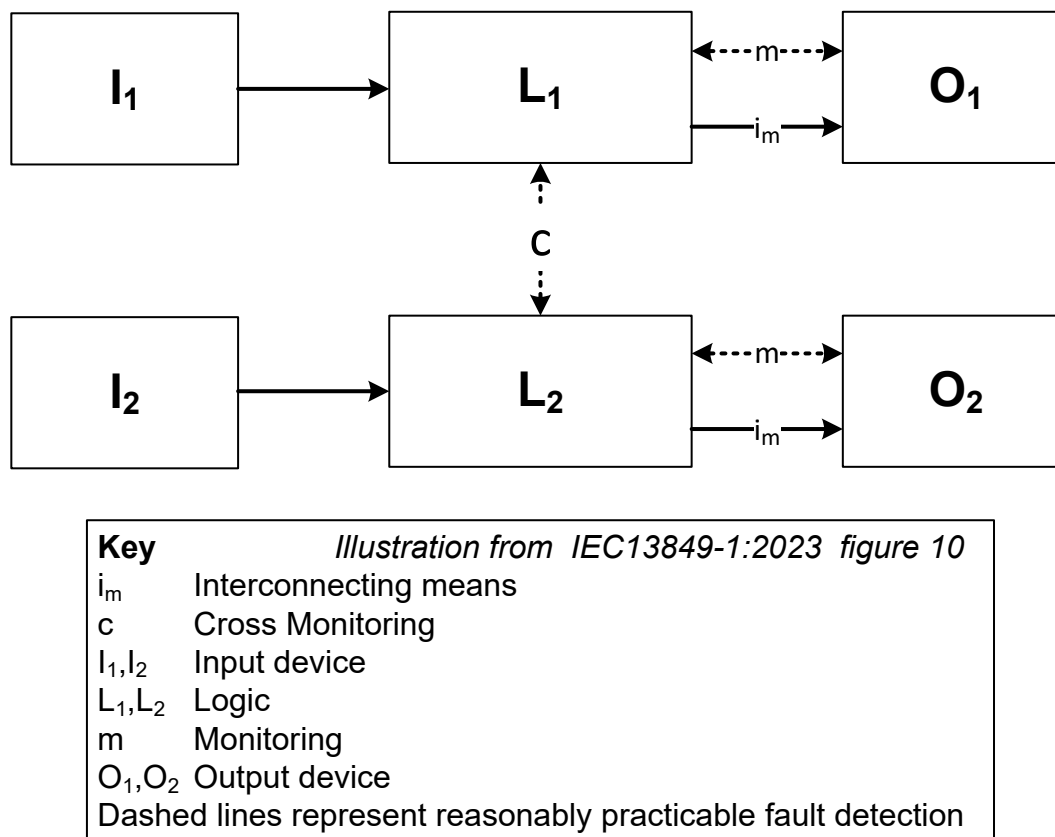 I₁
L₁
m
iₘ
O₁
c
I₂
L₂
m
iₘ
O₂
Key Illustration from IEC13849-1:2023 figure 10
iₘ Interconnecting means
c Cross Monitoring
I₁,I₂ Input device
L₁,L₂ Logic
m Monitoring
O₁,O₂ Output device
Dashed lines represent reasonably practicable fault detection